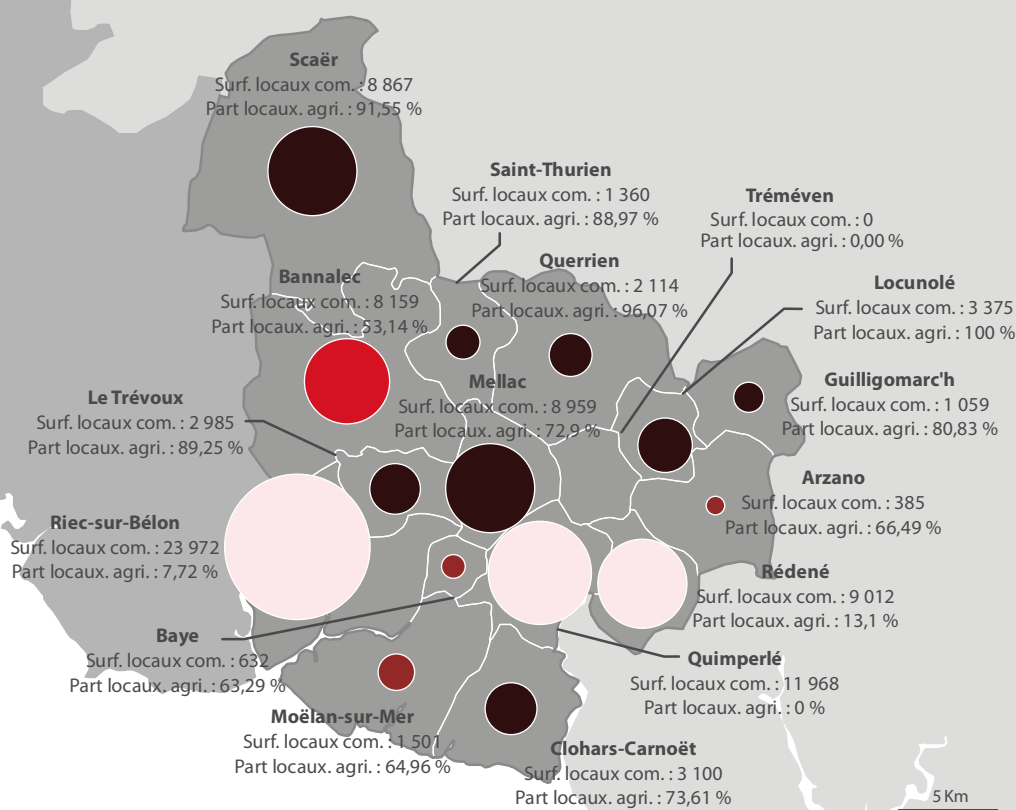 Scaër
Surf. locaux com. : 8 867
Part locaux. agri. : 91,55 %
Saint-Thurien
Surf. locaux com. : 1 360
Part locaux. agri. : 88,97 %
Tréméven
Surf. locaux com. : 0
Part locaux. agri. : 0,00 %
Querrien
Surf. locaux com. : 2 114
Part locaux. agri. : 96,07 %
Bannalec
Surf. locaux com. : 8 159
Part locaux. agri. : 53,14 %
Locunolé
Surf. locaux com. : 3 375
Part locaux. agri. : 100 %
Mellac
Surf. locaux com. : 8 959
Part locaux. agri. : 72,9 %
Guilligomarc'h
Surf. locaux com. : 1 059
Part locaux. agri. : 80,83 %
Le Trévoux
Surf. locaux com. : 2 985
Part locaux. agri. : 89,25 %
Arzano
Surf. locaux com. : 385
Part locaux. agri. : 66,49 %
Riec-sur-Bélon
Surf. locaux com. : 23 972
Part locaux. agri. : 7,72 %
Rédené
Surf. locaux com. : 9 012
Part locaux. agri. : 13,1 %
Baye
Surf. locaux com. : 632
Part locaux. agri. : 63,29 %
Quimperlé
Surf. locaux com. : 11 968
Part locaux. agri. : 0 %
Moëlan-sur-Mer
Surf. locaux com. : 1 501
Part locaux. agri. : 64,96 %
Clohars-Carnoët
Surf. locaux com. : 3 100
Part locaux. agri. : 73,61 %
5 Km